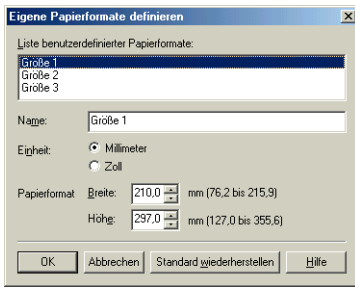 Eigene Papierformate definieren
Liste benutzerdefinierter Papierformate:
Größe 1
Größe 2
Größe 3
Name: Größe 1
Einheit: Millimeter
Zoll
Papierformat Breite: 210,0 mm (76,2 bis 215,9)
Höhe: 297,0 mm (127,0 bis 355,6)
OK Abbrechen Standard wiederherstellen Hilfe